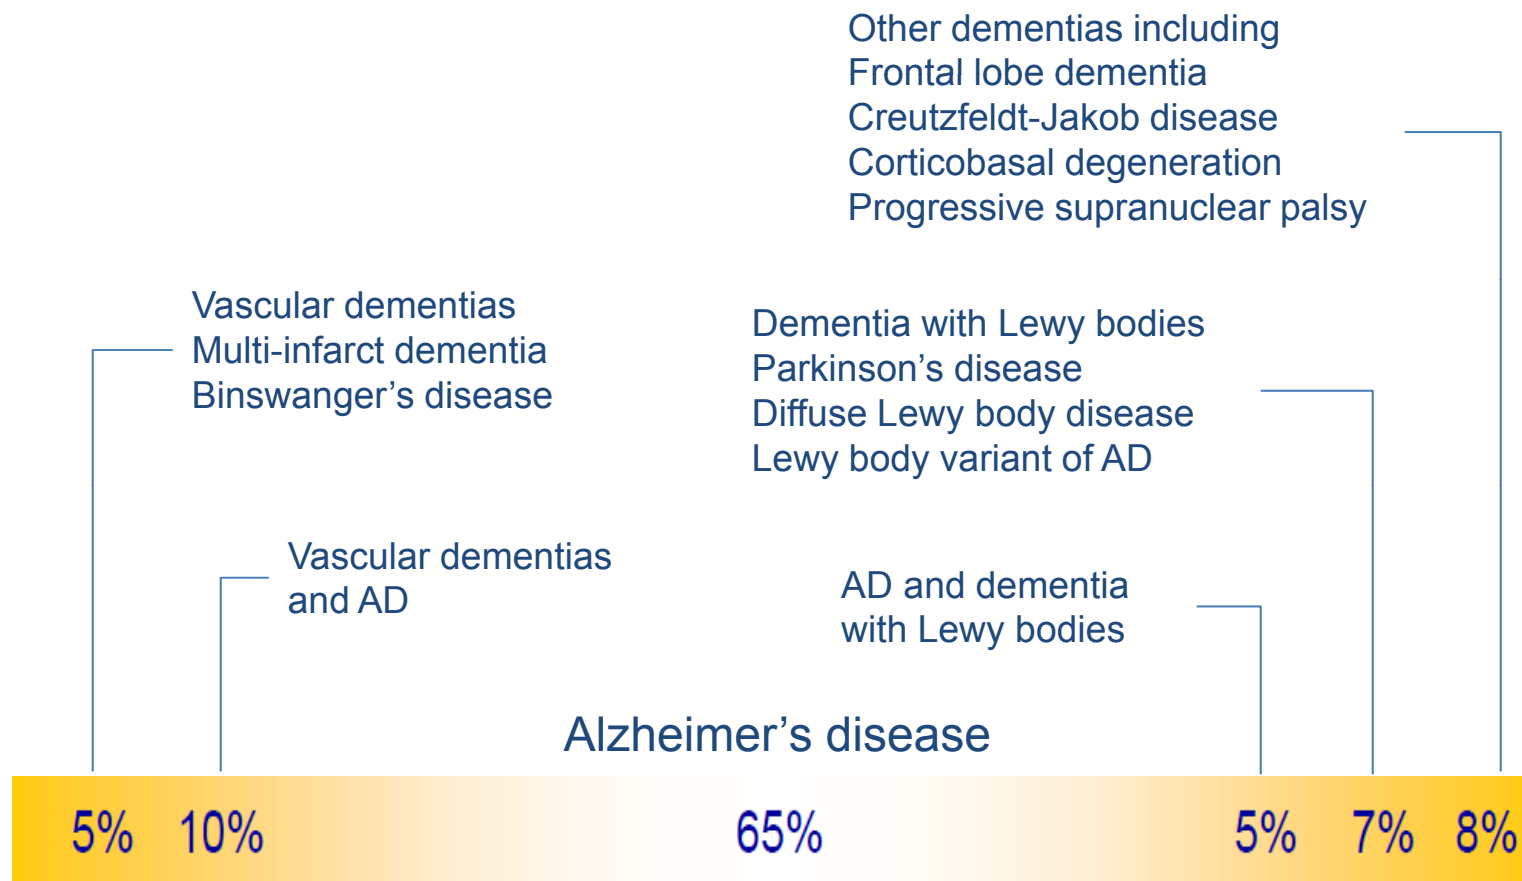 Other dementias including
Frontal lobe dementia
Creutzfeldt-Jakob disease
Corticobasal degeneration
Progressive supranuclear palsy
Vascular dementias
Multi-infarct dementia
Binswanger’s disease
Dementia with Lewy bodies
Parkinson’s disease
Diffuse Lewy body disease
Lewy body variant of AD
Vascular dementias
and AD
AD and dementia
with Lewy bodies
Alzheimer’s disease
5% 10% 65% 5% 7% 8%